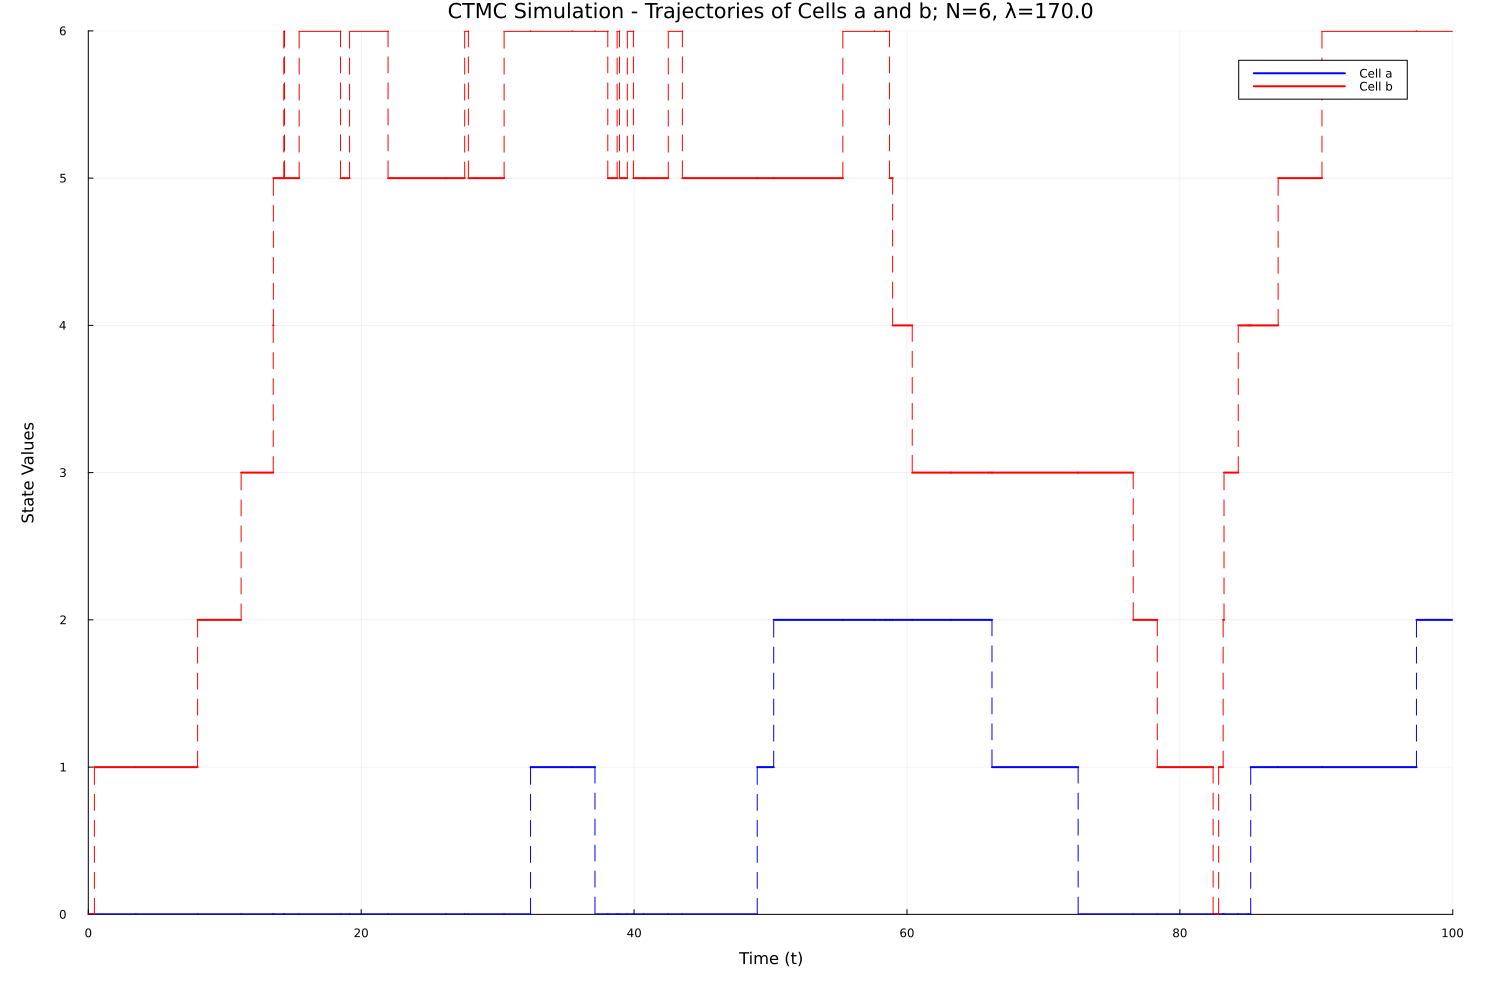 CTMC Simulation - Trajectories of Cells a and b; N=6, λ=170.0
6
Cell a
Cell b
5
4
State Values
3
2
1
0
0 20 40 60 80 100
Time (t)